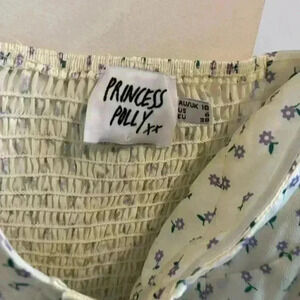 PRINCESS
POLLY xx
AU/UK 10
US 6
EU 38